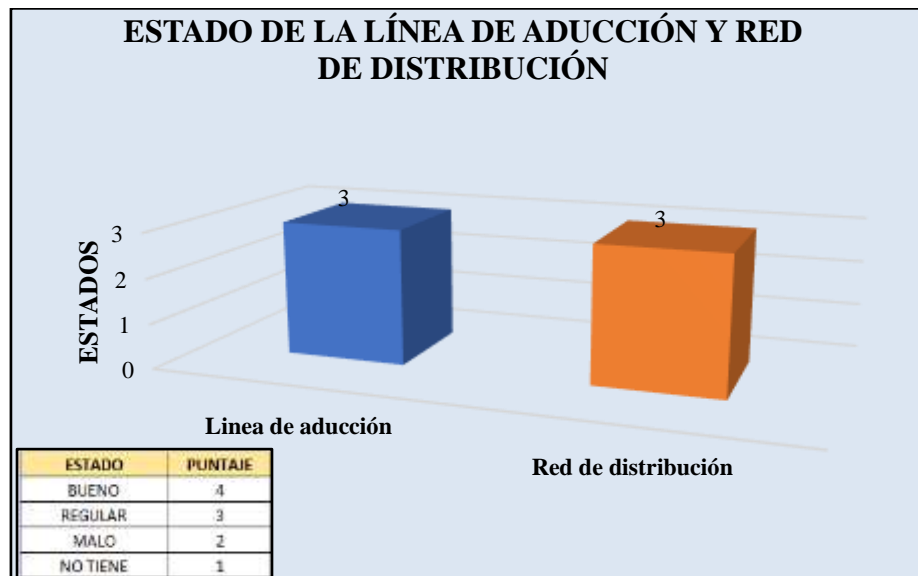 ESTADO DE LA LÍNEA DE ADUCCIÓN Y RED
DE DISTRIBUCIÓN
3
3
ESTADOS
3
2
1
0
Linea de aducción
Red de distribución
ESTADO PUNTAJE
BUENO 4
REGULAR 3
MALO 2
NO TIENE 1